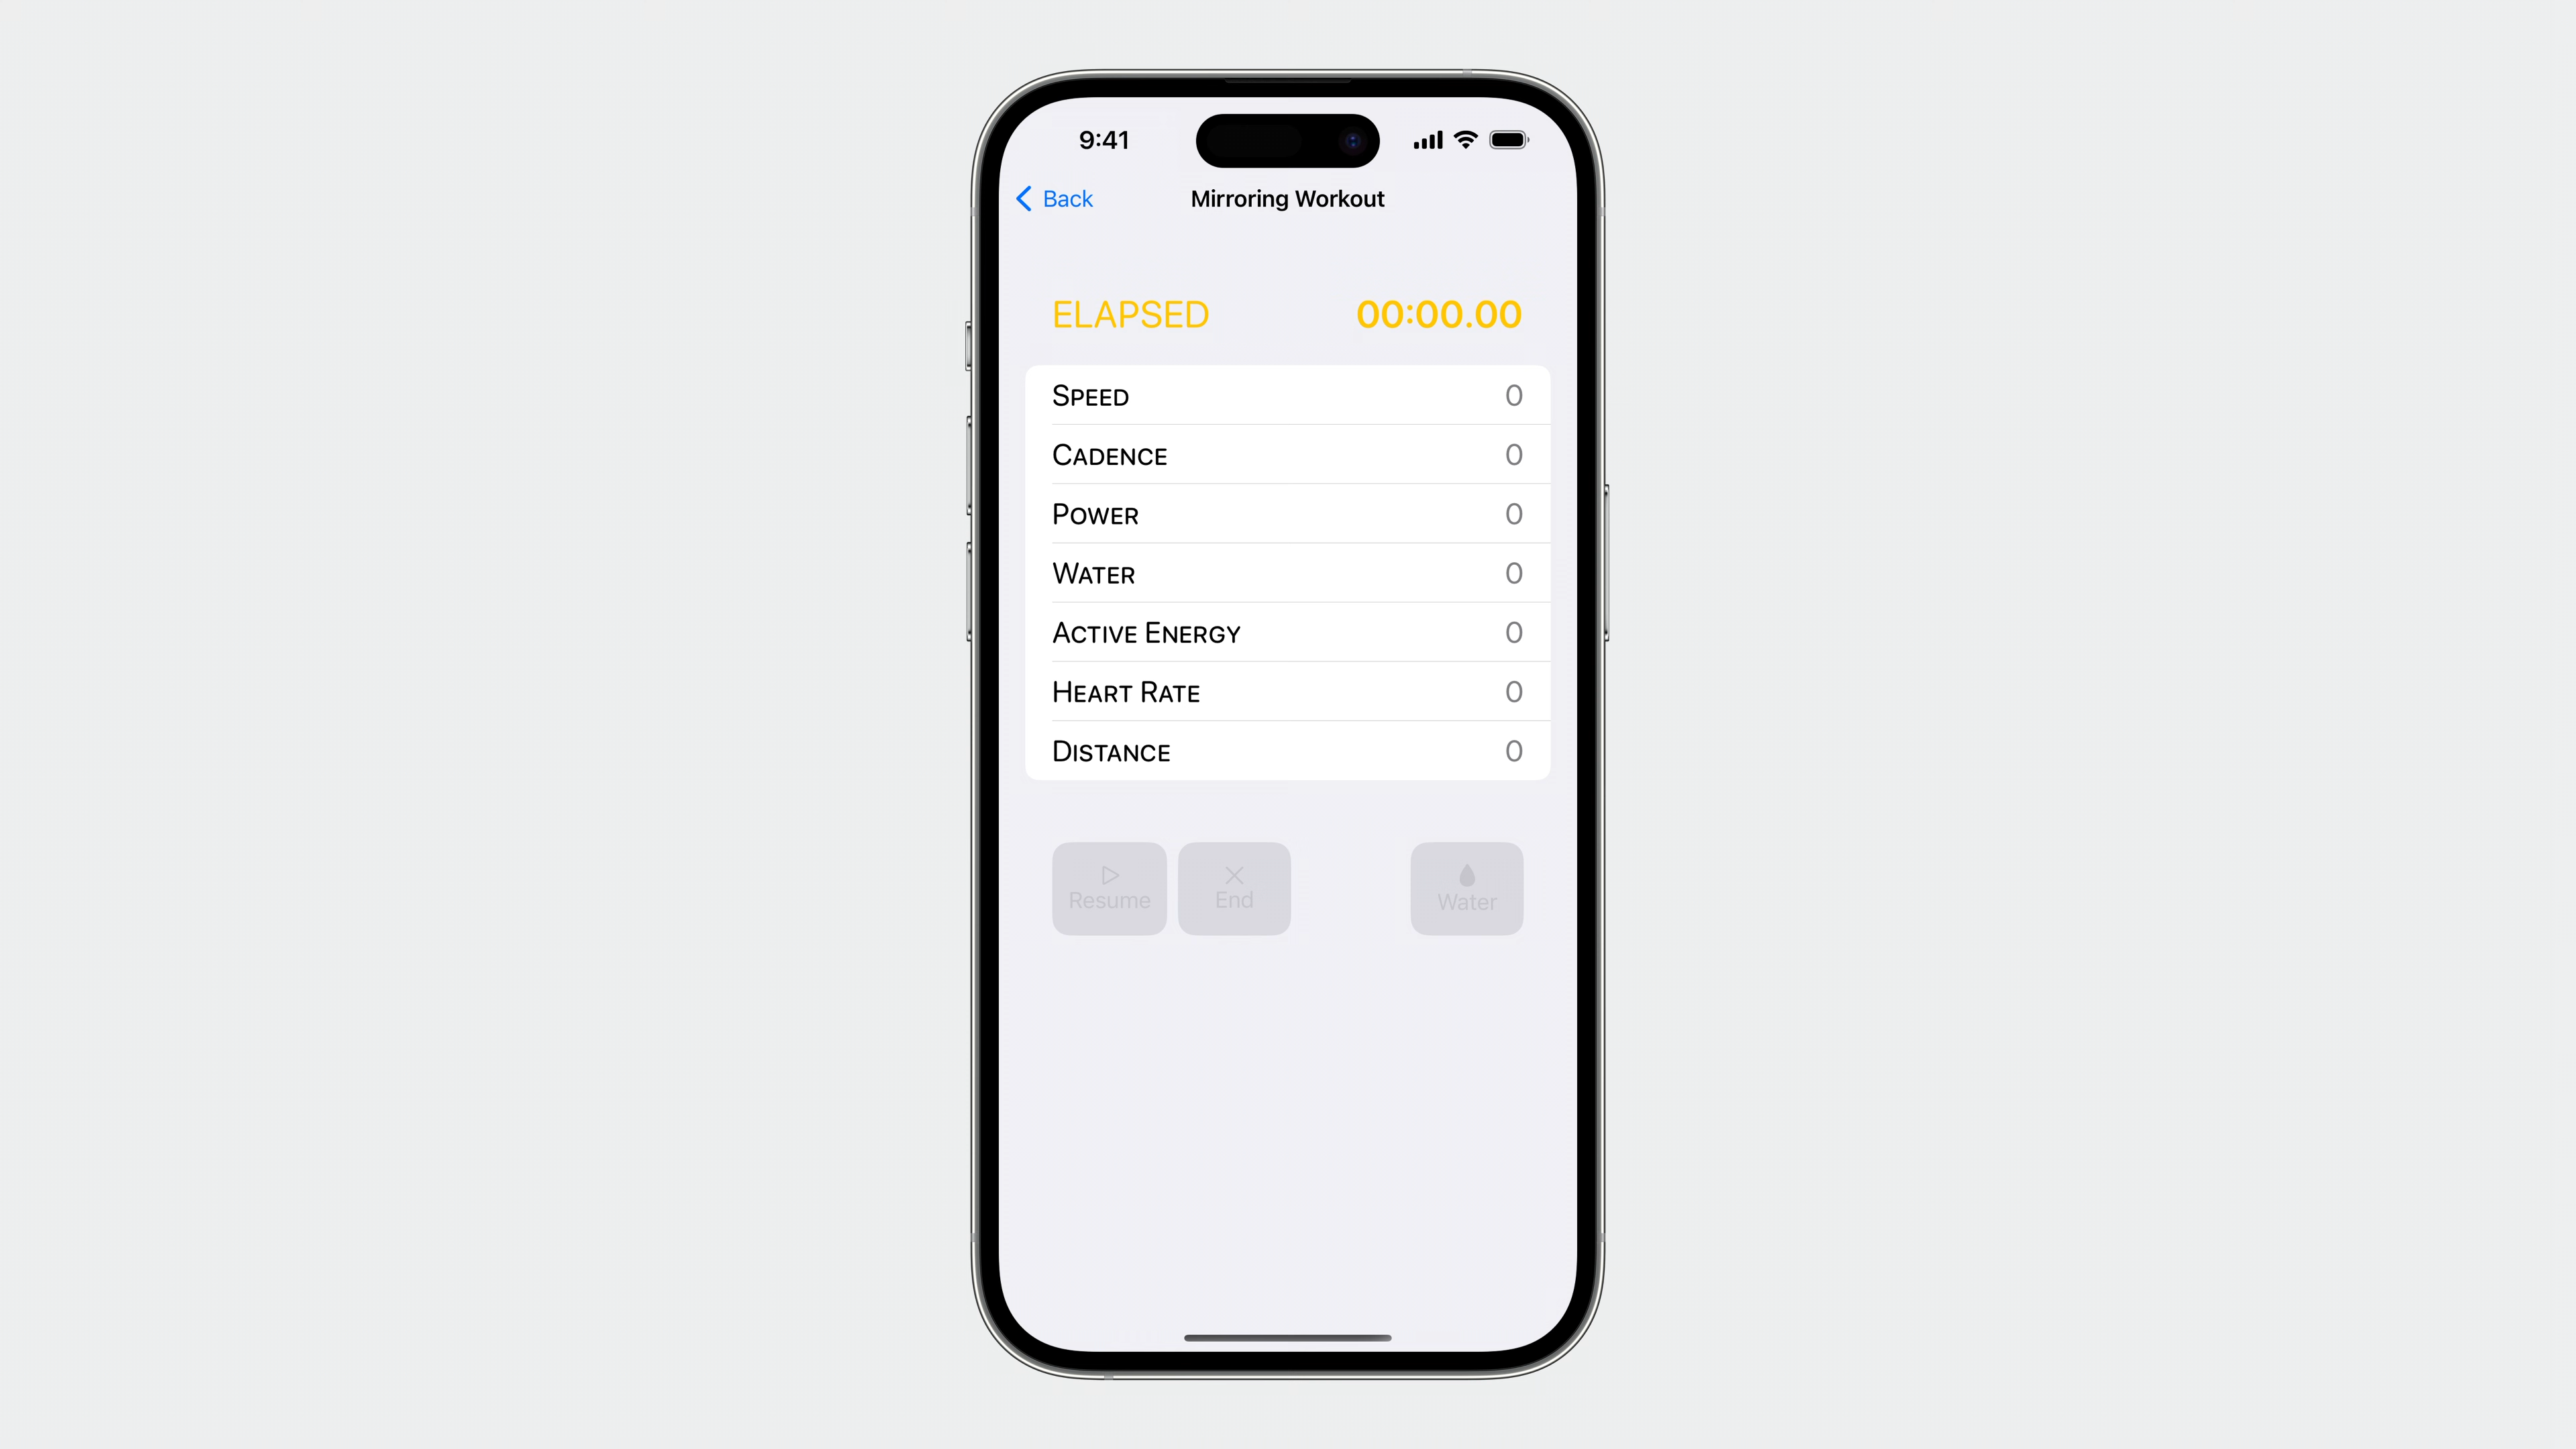 9:41
Back
Mirroring Workout
ELAPSED 00:00.00
SPEED 0
CADENCE 0
POWER 0
WATER 0
ACTIVE ENERGY 0
HEART RATE 0
DISTANCE 0
Resume End Water